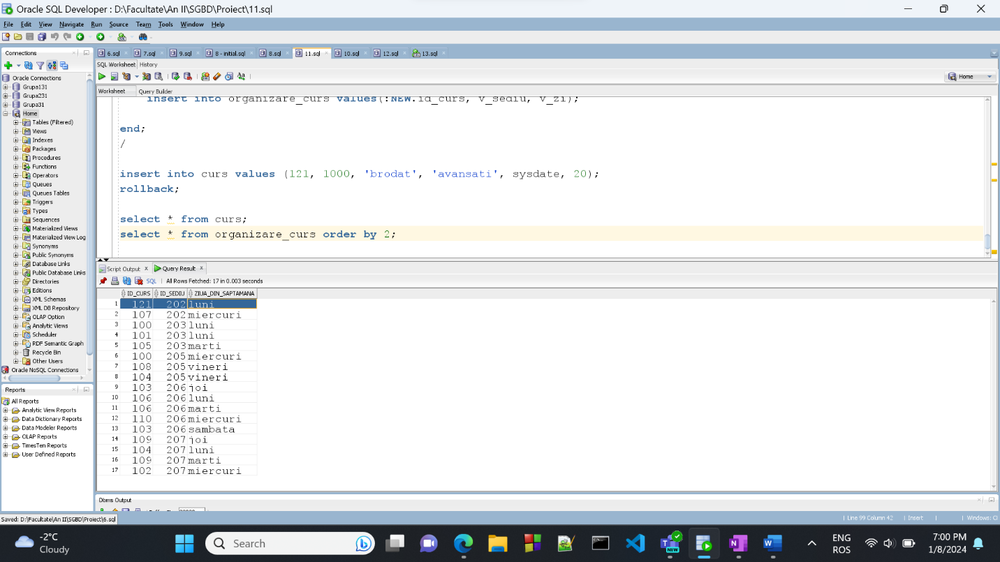 Oracle SQL Developer : D:\Facultate\An II\SGBD\Proiect\11.sql
File Edit View Navigate Run Source Team Tools Window Help
Connections
Oracle Connections
Grupa131
Grupa231
Grupa31
Home
Tables (Filtered)
Views
Indexes
Packages
Procedures
Functions
Operators
Queues
Queues Tables
Triggers
Types
Sequences
Materialized Views
Materialized View Log
Synonyms
Public Synonyms
Database Links
Public Database Links
Directories
Editions
XML Schemas
XML DB Repository
OLAP Option
Analytic Views
Scheduler
RDF Semantic Graph
Recycle Bin
Other Users
Oracle NoSQL Connections
Reports
All Reports
Analytic View Reports
Data Dictionary Reports
Data Modeler Reports
OLAP Reports
TimesTen Reports
User Defined Reports
6.sql 7.sql 9.sql 8 - initial.sql 8.sql 11.sql 10.sql 12.sql 13.sql
SQL Worksheet History
Home
Worksheet Query Builder
insert into organizare_curs values(:NEW.id_curs, v_sediu, v_zi);
end;
/
insert into curs values (121, 1000, 'brodat', 'avansati', sysdate, 20);
rollback;
select * from curs;
select * from organizare_curs order by 2;
Script Output x Query Result x
SQL | All Rows Fetched: 17 in 0.003 seconds
ID_CURS ID_SEDIU ZIUA_DIN_SAPTAMANA
1 121 202 luni
2 107 202 miercuri
3 100 203 luni
4 101 203 luni
5 105 203 marti
6 100 205 miercuri
7 108 205 vineri
8 104 205 vineri
9 103 206 joi
10 106 206 luni
11 106 206 marti
12 110 206 miercuri
13 103 206 sambata
14 109 207 joi
15 104 207 luni
16 109 207 marti
17 102 207 miercuri
Dbms Output
Saved: D:\Facultate\An II\SGBD\Proiect\6.sql
| Line 99 Column 42 | Insert | | Windows: Cl
-2°C
Cloudy
Search
NEW
ENG
ROS
7:00 PM
1/8/2024